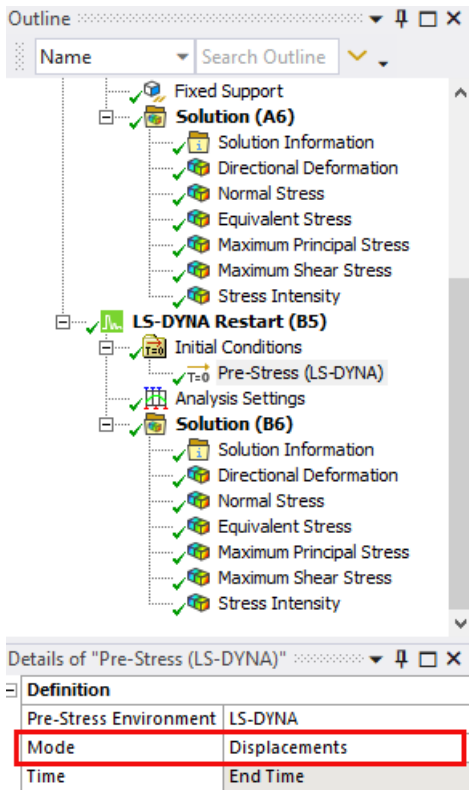 Outline
Name Search Outline
Fixed Support
Solution (A6)
Solution Information
Directional Deformation
Normal Stress
Equivalent Stress
Maximum Principal Stress
Maximum Shear Stress
Stress Intensity
LS-DYNA Restart (B5)
T=0 Initial Conditions
T=0 Pre-Stress (LS-DYNA)
Analysis Settings
Solution (B6)
Solution Information
Directional Deformation
Normal Stress
Equivalent Stress
Maximum Principal Stress
Maximum Shear Stress
Stress Intensity
Details of "Pre-Stress (LS-DYNA)"
Definition
Pre-Stress Environment LS-DYNA
Mode Displacements
Time End Time